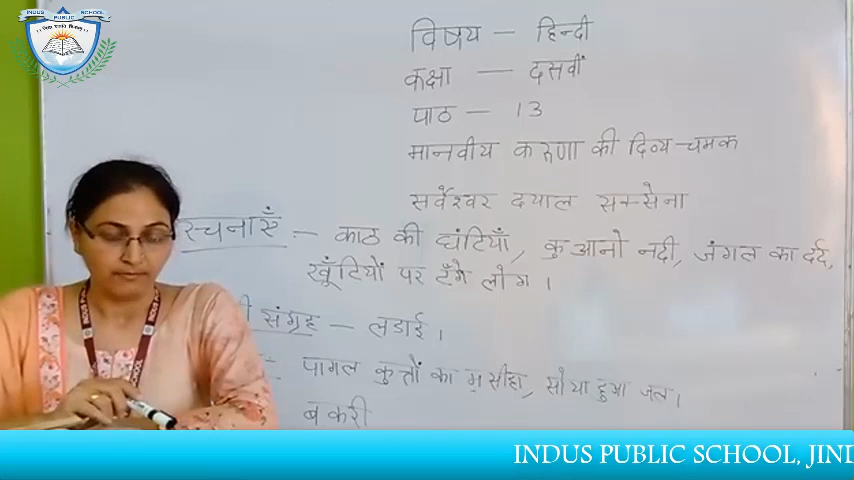 INDUS PUBLIC SCHOOL
विषय — हिन्दी
कक्षा — दसवीं
पाठ — 13
मानवीय करुणा की दिव्य-चमक
सर्वेश्वर दयाल सक्सेना
रचनाएँ :- काठ की घंटियाँ, कुआनो नदी, जंगल का दर्द,
खूँटियों पर टँगे लोग ।
संग्रह — लडाई ।
पागल कुत्तों का मसीहा, सोया हुआ जल ।
बकरी
INDUS PUBLIC SCHOOL, JIND